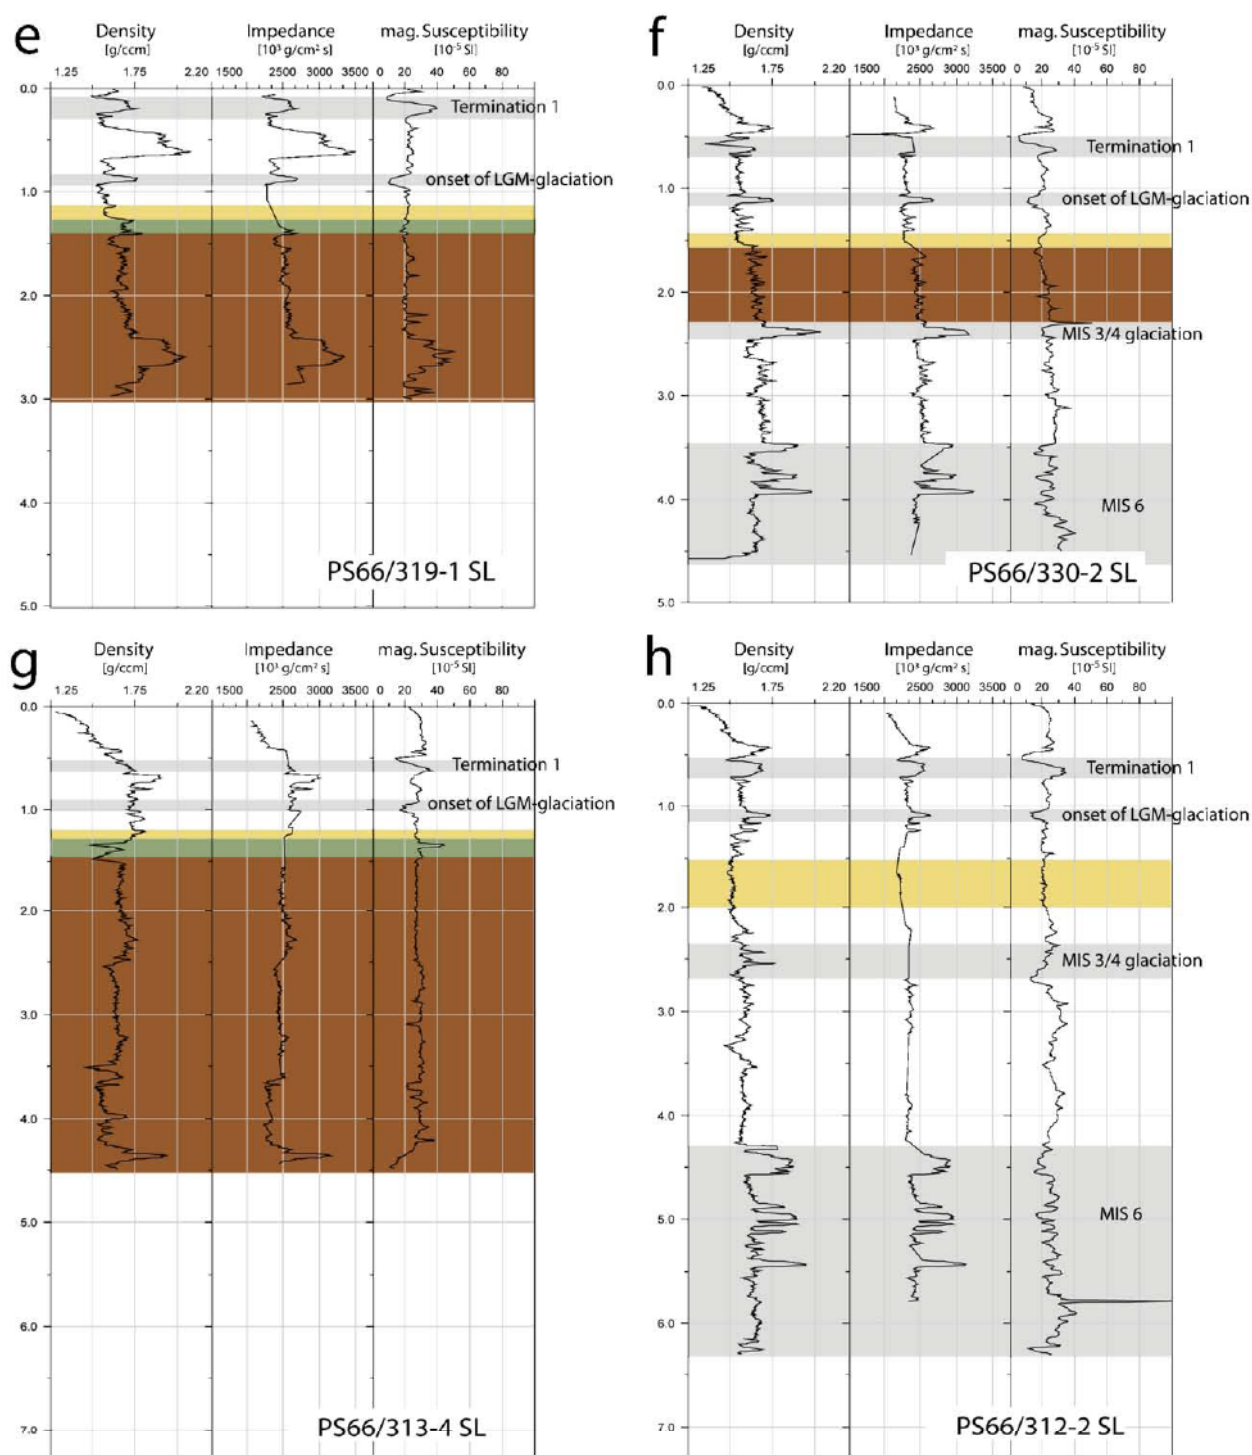 e
Density Impedance mag. Susceptibility
[g/ccm] [10³ g/cm² s] [10⁻⁵ SI]
1.25 1.75 2.20 1500 2500 3000 3500 0 20 40 60 80
0.0
Termination 1
onset of LGM-glaciation
1.0
2.0
3.0
4.0
PS66/319-1 SL
5.0
f
Density Impedance mag. Susceptibility
[g/ccm] [10³ g/cm² s] [10⁻⁵ SI]
1.25 1.75 2.20 1500 2500 3000 3500 0 20 40 60 80
0.0
Termination 1
1.0
onset of LGM-glaciation
2.0
MIS 3/4 glaciation
3.0
4.0
MIS 6
PS66/330-2 SL
5.0
g
Density Impedance mag. Susceptibility
[g/ccm] [10³ g/cm² s] [10⁻⁵ SI]
1.25 1.75 2.20 1500 2500 3000 3500 0 20 40 60 80
0.0
Termination 1
onset of LGM-glaciation
1.0
2.0
3.0
4.0
5.0
6.0
PS66/313-4 SL
7.0
h
Density Impedance mag. Susceptibility
[g/ccm] [10³ g/cm² s] [10⁻⁵ SI]
1.25 1.75 2.20 1500 2500 3000 3500 0 20 40 60 80
0.0
Termination 1
1.0
onset of LGM-glaciation
2.0
MIS 3/4 glaciation
3.0
4.0
MIS 6
5.0
6.0
PS66/312-2 SL
7.0